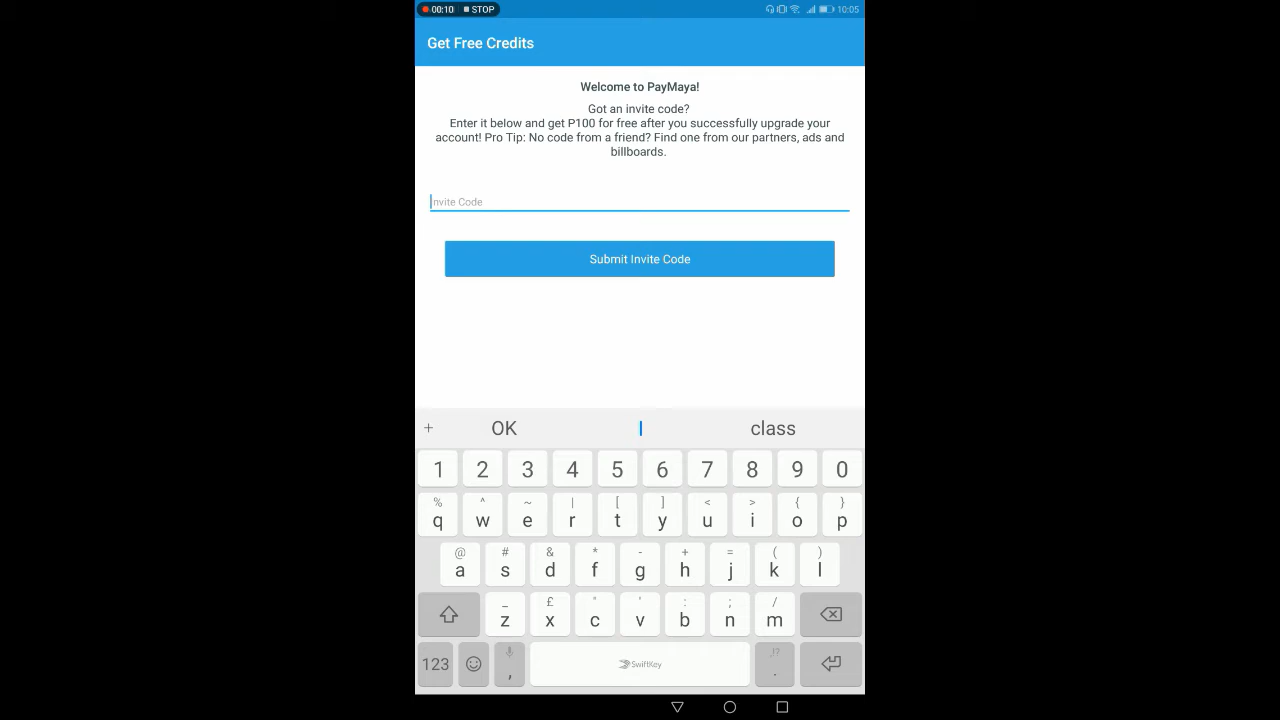 00:10 STOP 10:05
Get Free Credits
Welcome to PayMaya!
Got an invite code?
Enter it below and get P100 for free after you successfully upgrade your
account! Pro Tip: No code from a friend? Find one from our partners, ads and
billboards.
Invite Code
Submit Invite Code
+ OK class
1 2 3 4 5 6 7 8 9 0
% ^ ~ | [ ] < > { }
q w e r t y u i o p
@ # & * - + = ( )
a s d f g h j k l
_ £ " ' : ; /
z x c v b n m
,!?
123 , SwiftKey .